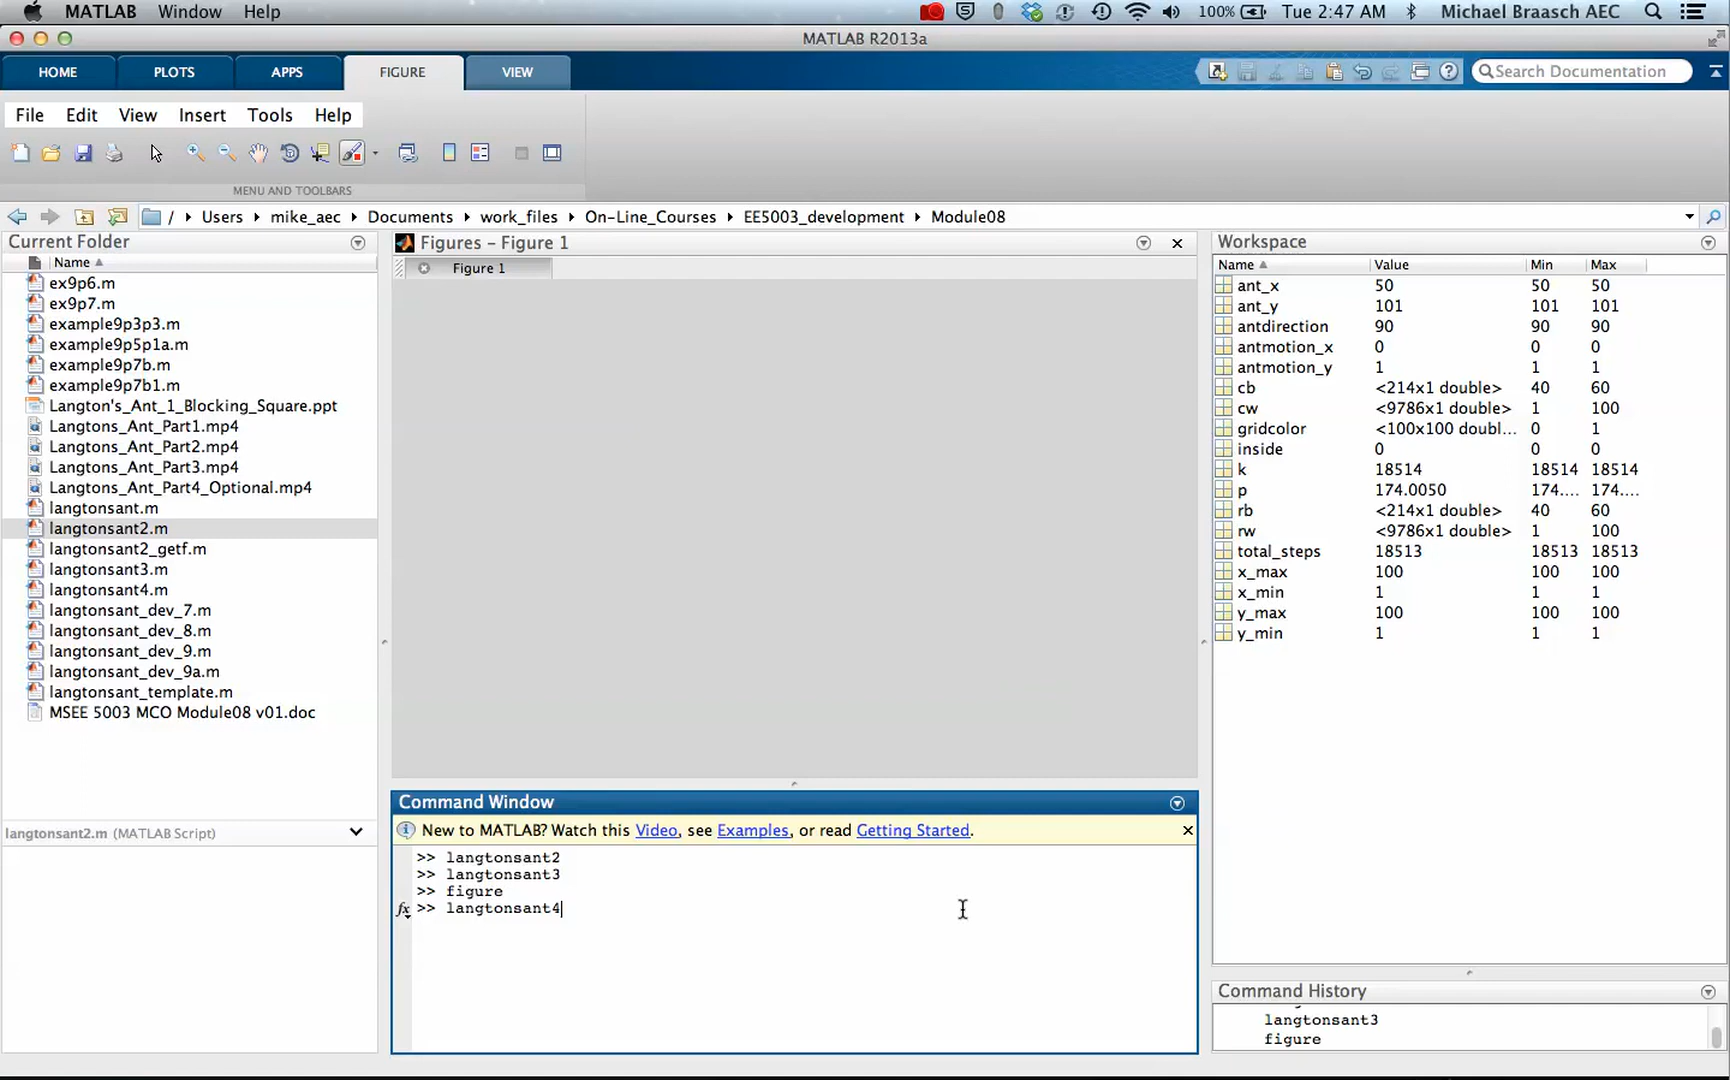 MATLAB Window Help 100% Tue 2:47 AM Michael Braasch AEC
MATLAB R2013a
HOME PLOTS APPS FIGURE VIEW Search Documentation
File Edit View Insert Tools Help
MENU AND TOOLBARS
/ Users mike_aec Documents work_files On-Line_Courses EE5003_development Module08
Current Folder
Name
ex9p6.m
ex9p7.m
example9p3p3.m
example9p5p1a.m
example9p7b.m
example9p7b1.m
Langton's_Ant_1_Blocking_Square.ppt
Langtons_Ant_Part1.mp4
Langtons_Ant_Part2.mp4
Langtons_Ant_Part3.mp4
Langtons_Ant_Part4_Optional.mp4
langtonsant.m
langtonsant2.m
langtonsant2_getf.m
langtonsant3.m
langtonsant4.m
langtonsant_dev_7.m
langtonsant_dev_8.m
langtonsant_dev_9.m
langtonsant_dev_9a.m
langtonsant_template.m
MSEE 5003 MCO Module08 v01.doc
langtonsant2.m (MATLAB Script)
Figures - Figure 1
Figure 1
Command Window
New to MATLAB? Watch this Video, see Examples, or read Getting Started.
>> langtonsant2
>> langtonsant3
>> figure
fx >> langtonsant4
Workspace
Name Value Min Max
ant_x 50 50 50
ant_y 101 101 101
antdirection 90 90 90
antmotion_x 0 0 0
antmotion_y 1 1 1
cb <214x1 double> 40 60
cw <9786x1 double> 1 100
gridcolor <100x100 doubl... 0 1
inside 0 0 0
k 18514 18514 18514
p 174.0050 174.... 174....
rb <214x1 double> 40 60
rw <9786x1 double> 1 100
total_steps 18513 18513 18513
x_max 100 100 100
x_min 1 1 1
y_max 100 100 100
y_min 1 1 1
Command History
langtonsant3
figure